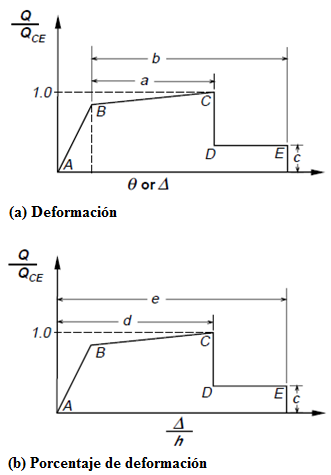 Q
Q_CE
b
a
1.0
B
C
A
D
E
c
θ or Δ
(a) Deformación
Q
Q_CE
e
d
1.0
B
C
A
D
E
c
Δ
h
(b) Porcentaje de deformación